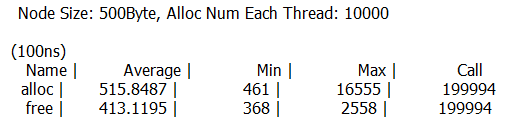 Node Size: 500Byte, Alloc Num Each Thread: 10000
(100ns)
Name | Average | Min | Max | Call
alloc | 515.8487 | 461 | 16555 | 199994
free | 413.1195 | 368 | 2558 | 199994